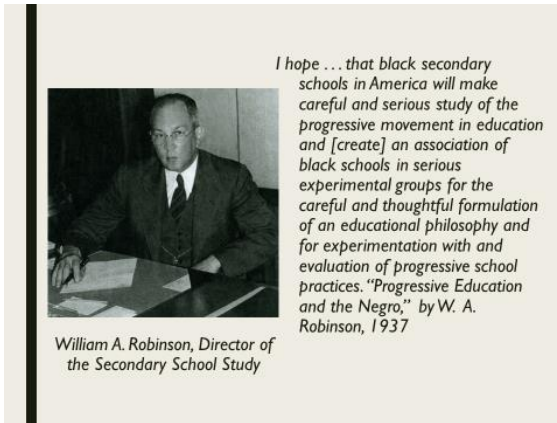 I hope . . . that black secondary
schools in America will make
careful and serious study of the
progressive movement in education
and [create] an association of
black schools in serious
experimental groups for the
careful and thoughtful formulation
of an educational philosophy and
for experimentation with and
evaluation of progressive school
practices. “Progressive Education
and the Negro,” by W. A.
Robinson, 1937
William A. Robinson, Director of
the Secondary School Study